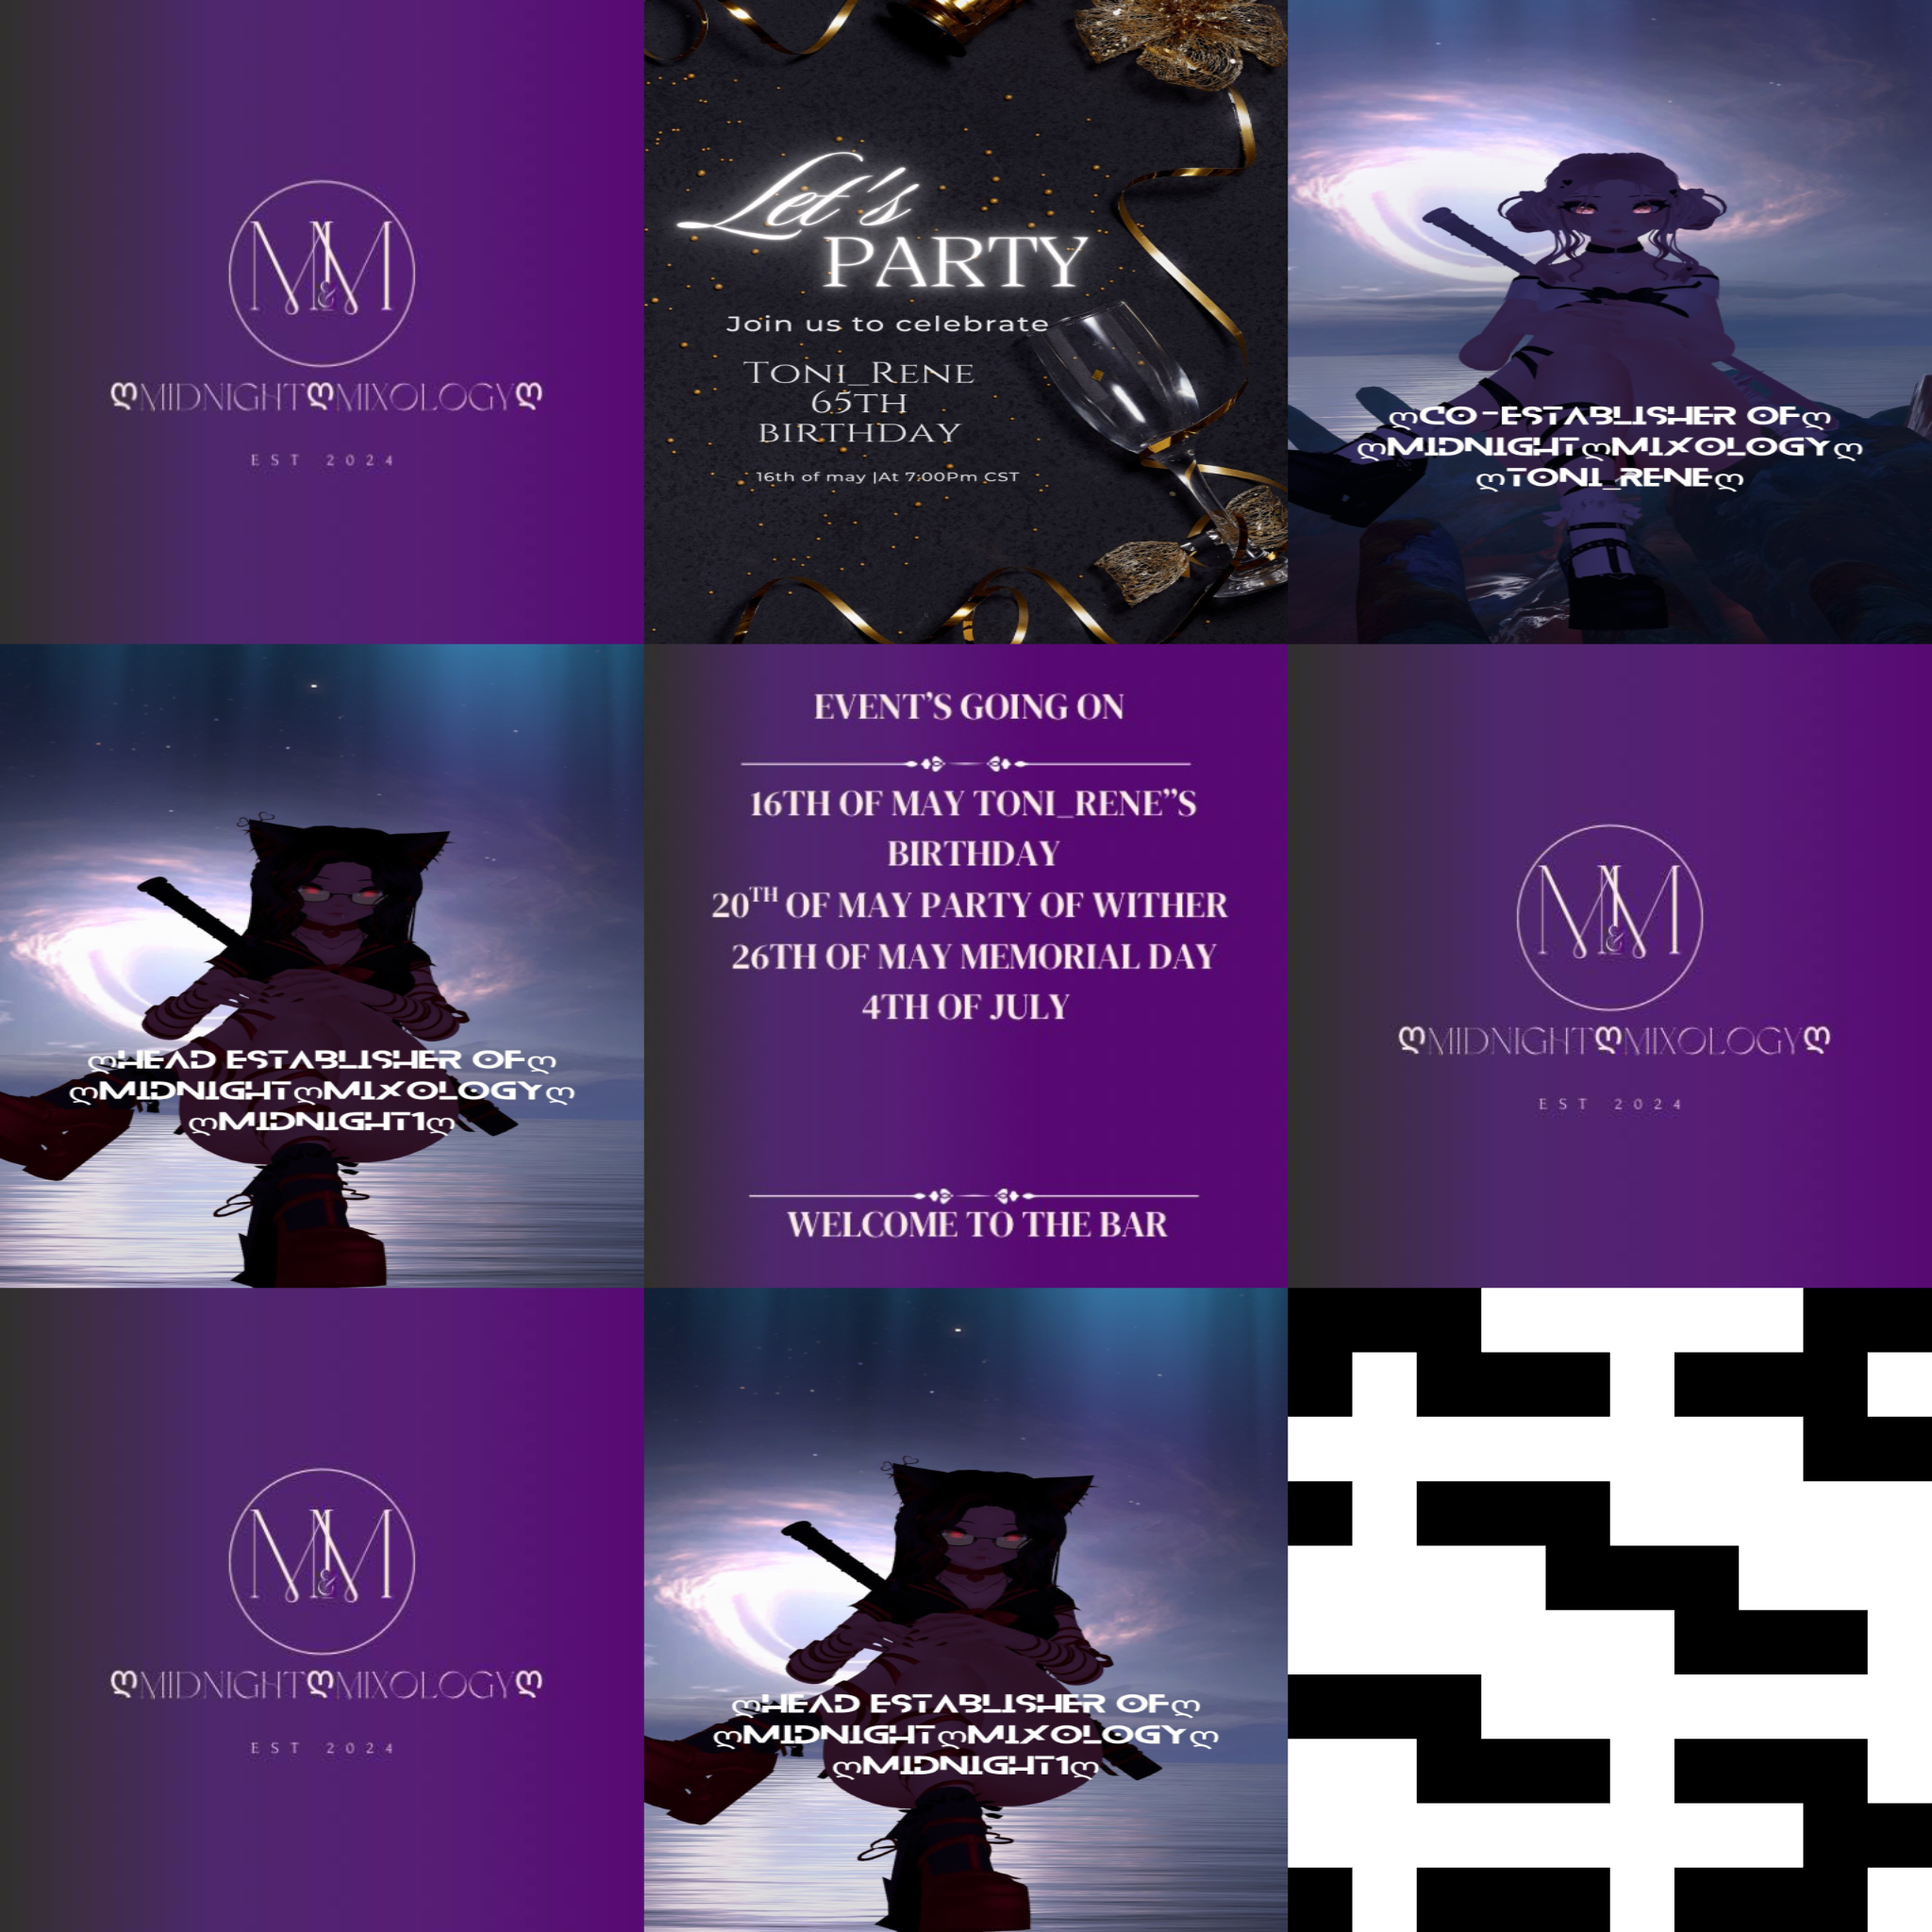 M&M
ღMIDNIGHTღMIXOLOGYღ
EST 2024
Let's
PARTY
Join us to celebrate
TONI_RENE
65TH
BIRTHDAY
16th of may |At 7:00Pm CST
ღCO-ESTABLISHER OFღ
ღMIDNIGHTღMIXOLOGYღ
ღTONI_RENEღ
ღHEAD ESTABLISHER OFღ
ღMIDNIGHTღMIXOLOGYღ
ღMIDNIGHT1ღ
EVENT’S GOING ON
16TH OF MAY TONI_RENE”S
BIRTHDAY
20TH OF MAY PARTY OF WITHER
26TH OF MAY MEMORIAL DAY
4TH OF JULY
WELCOME TO THE BAR
M&M
ღMIDNIGHTღMIXOLOGYღ
EST 2024
M&M
ღMIDNIGHTღMIXOLOGYღ
EST 2024
ღHEAD ESTABLISHER OFღ
ღMIDNIGHTღMIXOLOGYღ
ღMIDNIGHT1ღ